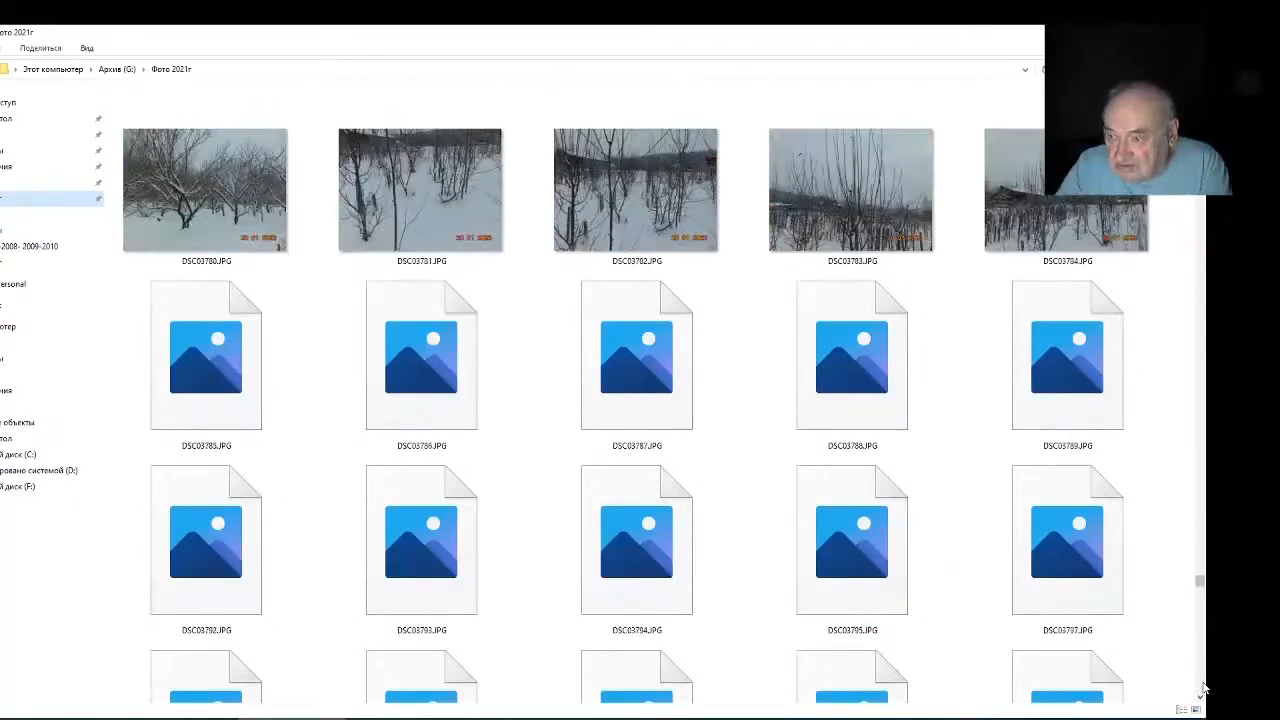 ото 2021г
Поделиться Вид
Этот компьютер › Архив (G:) › Фото 2021г
ступ
тол
ы
ния
г
ы
-2008- 2009-2010
г
ersonal
ютер
ы
ния
е объекты
тол
й диск (C:)
ровано системой (D:)
й диск (F:)
DSC03780.JPG DSC03781.JPG DSC03782.JPG DSC03783.JPG DSC03784.JPG
DSC03785.JPG DSC03786.JPG DSC03787.JPG DSC03788.JPG DSC03789.JPG
DSC03792.JPG DSC03793.JPG DSC03794.JPG DSC03795.JPG DSC03797.JPG